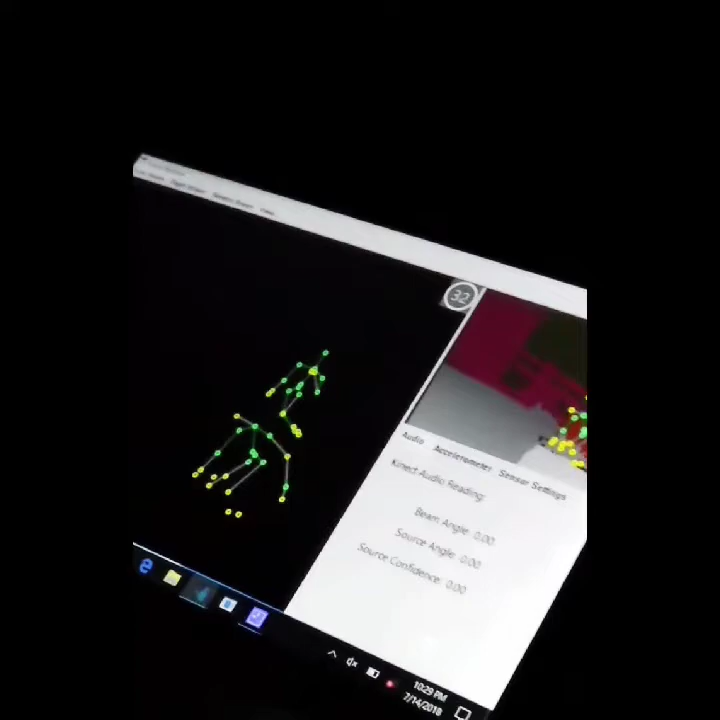 32
Audio Accelerometer Sensor Settings
Kinect Audio Reading:
Beam Angle: 0.00
Source Angle: 0.00
Source Confidence: 0.00
10:29 PM
7/14/2018